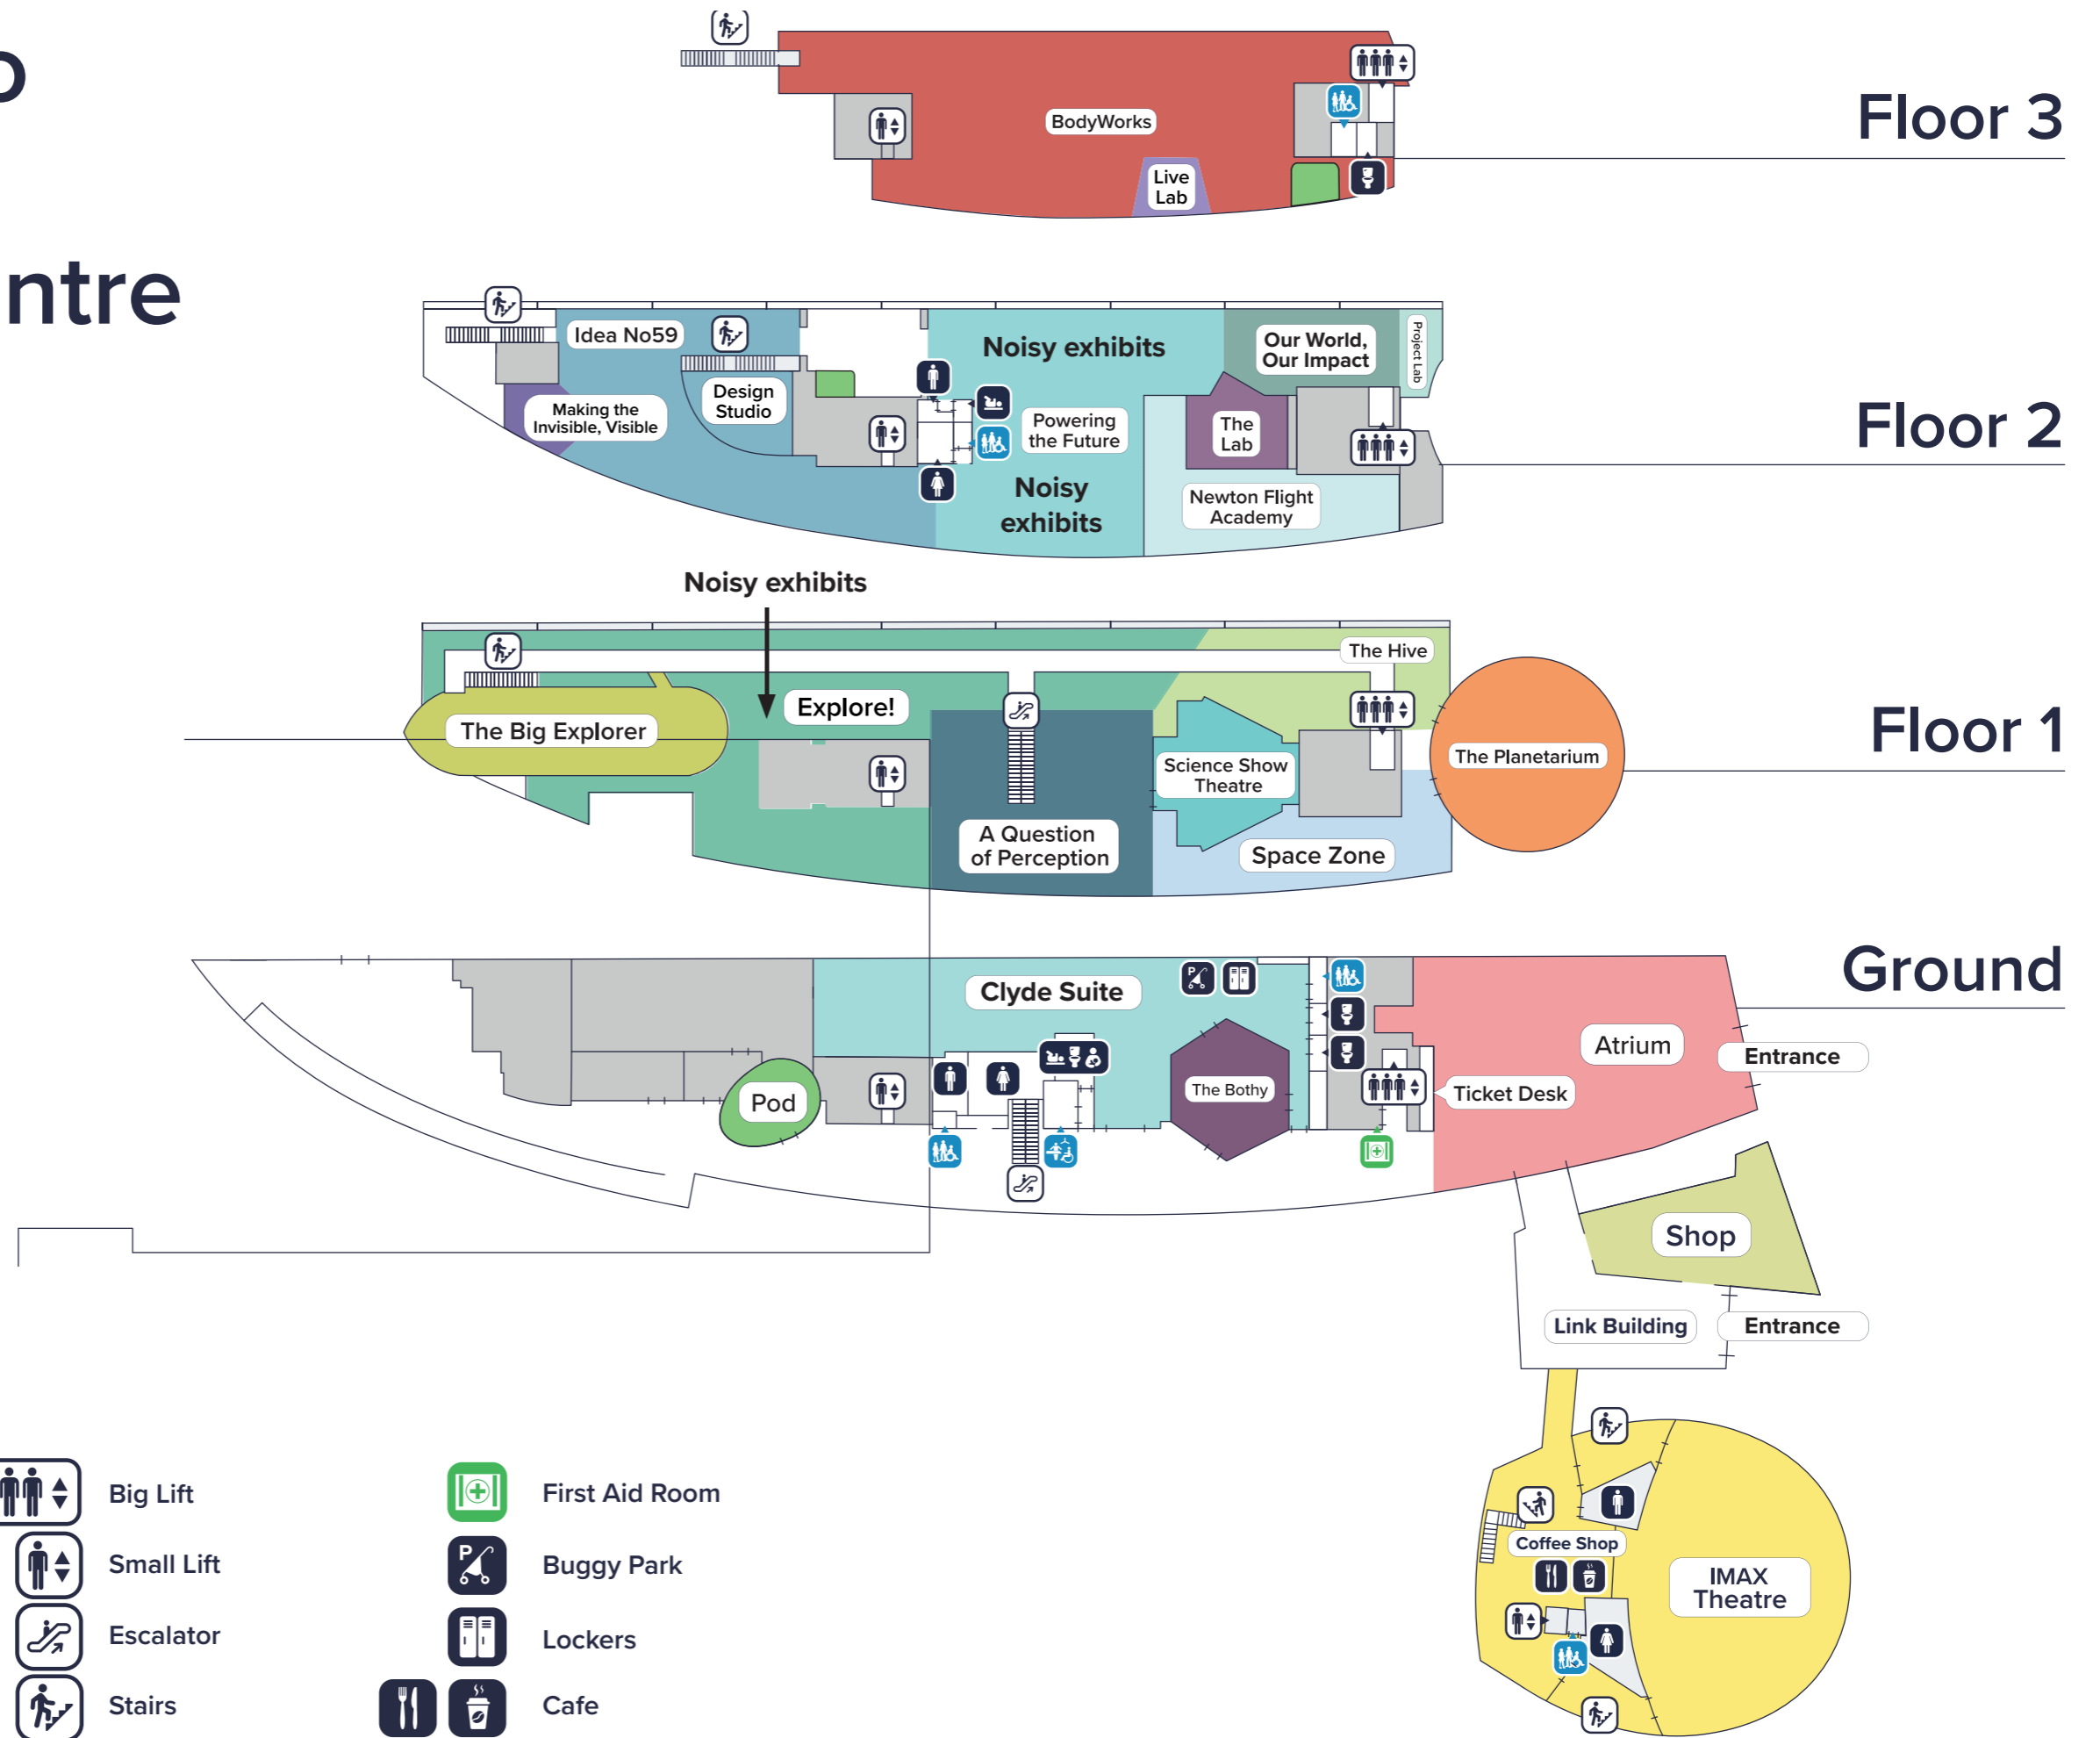 ntre
Floor 3
BodyWorks
Live
Lab
Floor 2
Idea No59
Design
Studio
Making the
Invisible, Visible
Noisy exhibits
Powering
the Future
Noisy
exhibits
Our World,
Our Impact
Project Lab
The
Lab
Newton Flight
Academy
Floor 1
Noisy exhibits
The Hive
Explore!
The Big Explorer
A Question
of Perception
Science Show
Theatre
Space Zone
The Planetarium
Ground
Clyde Suite
P
The Bothy
Pod
Atrium
Entrance
Ticket Desk
Shop
Link Building
Entrance
Coffee Shop
IMAX
Theatre
Big Lift
Small Lift
Escalator
Stairs
First Aid Room
P
Buggy Park
Lockers
Cafe